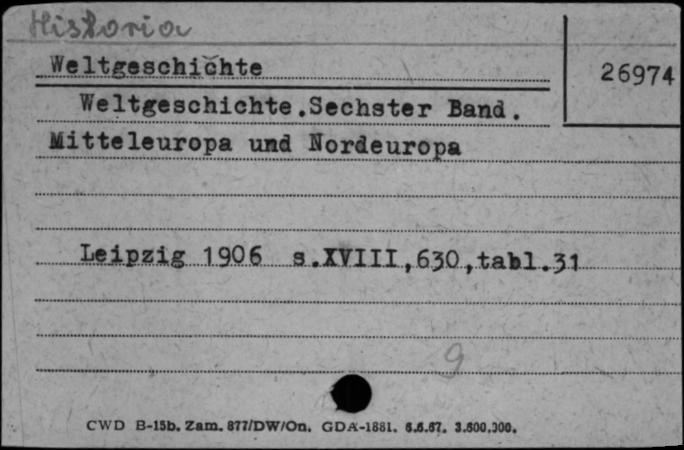 Historia
Weltgeschichte
26974
Weltgeschichte.Sechster Band.
Mitteleuropa und Nordeuropa
Leipzig 1906 s.XVIII,630,tabl.31
9
CWD B-15b. Zam. 877/DW/On. GDA-1881. 6.6.67. 3.600.000.